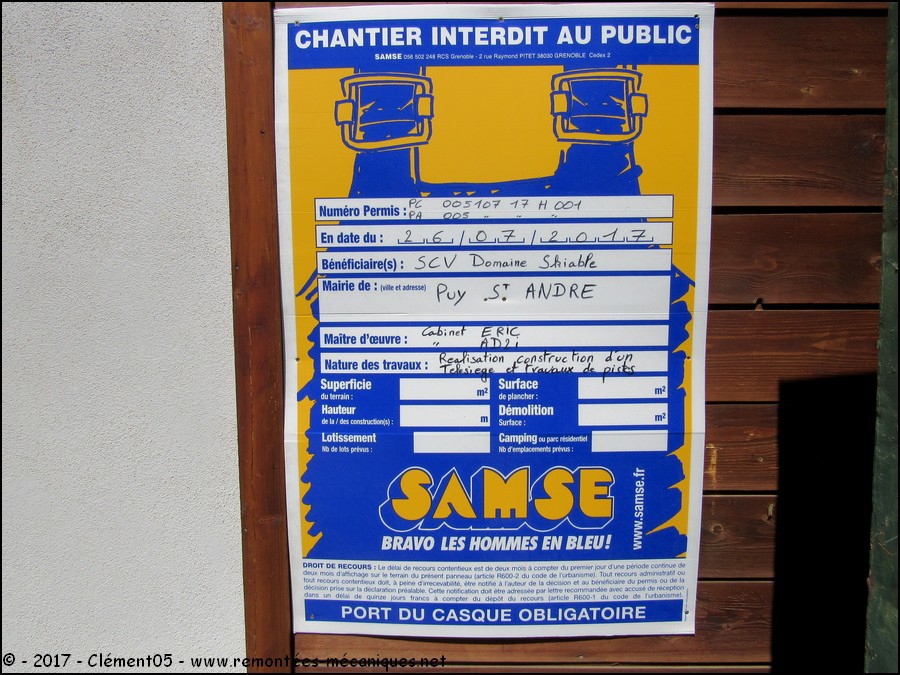 CHANTIER INTERDIT AU PUBLIC
SAMSE 056 502 248 RCS Grenoble - 2 rue Raymond PITET 38030 GRENOBLE Cedex 2
Numéro Permis : PC 005107 17 H 001
PA 005 " " "
En date du : 26/07/2017
Bénéficiaire(s) : SCV Domaine Skiable
Mairie de : (ville et adresse) Puy ST ANDRE
Maître d'œuvre : Cabinet ERIC
" AD2i
Nature des travaux : Realisation construction d'un
Telesiege et travaux de pistes
Superficie
du terrain : m²
Surface
de plancher : m²
Hauteur
de la / des construction(s) : m
Démolition
Surface : m²
Lotissement
Nb de lots prévus :
Camping ou parc résidentiel
Nb d'emplacements prévus :
SAMSE
www.samse.fr
BRAVO LES HOMMES EN BLEU !
DROIT DE RECOURS : Le délai de recours contentieux est de deux mois à compter du premier jour d'une période continue de
deux mois d'affichage sur le terrain du présent panneau (article R600-2 du code de l'urbanisme). Tout recours administratif ou
tout recours contentieux doit, à peine d'irrecevabilité, être notifié à l'auteur de la décision et au bénéficiaire du permis ou de la
décision prise sur la déclaration préalable. Cette notification doit être adressée par lettre recommandée avec accusé de réception
dans un délai de quinze jours francs à compter du dépôt du recours (article R600-1 du code de l'urbanisme).
PORT DU CASQUE OBLIGATOIRE
© - 2017 - Clément05 - www.remontées-mécaniques.net